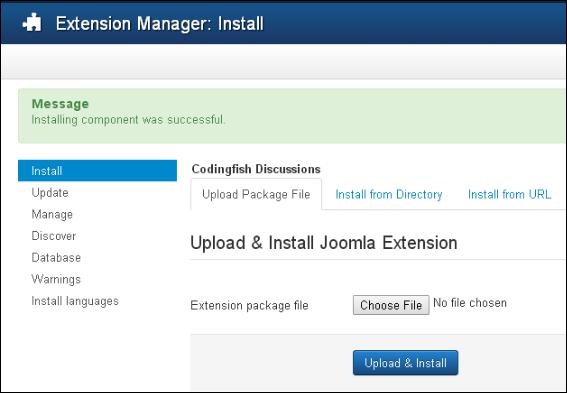 Extension Manager: Install
Message
Installing component was successful.
Install
Update
Manage
Discover
Database
Warnings
Install languages
Codingfish Discussions
Upload Package File
Install from Directory
Install from URL
Upload & Install Joomla Extension
Extension package file
Choose File No file chosen
Upload & Install